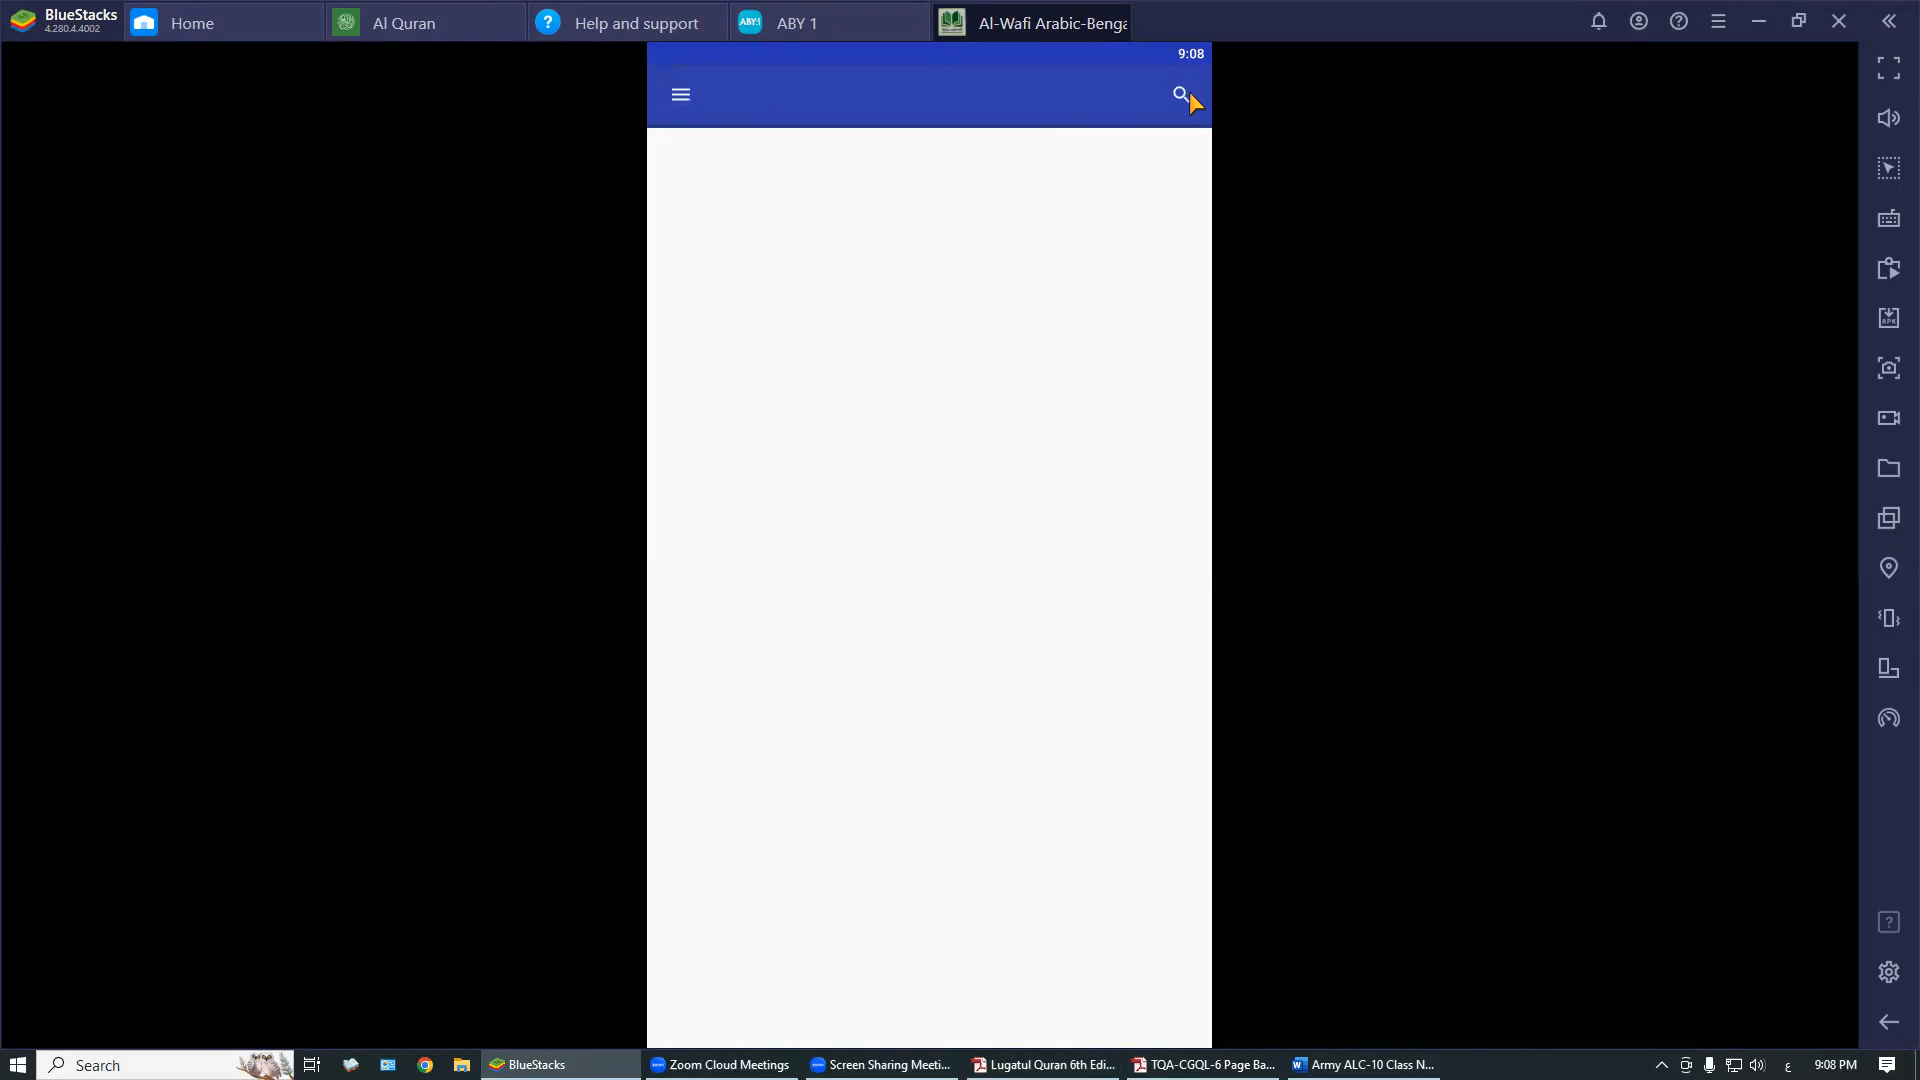 BlueStacks
4.280.4.4002
Home
Al Quran
Help and support
ABY 1
Al-Wafi Arabic-Benga
9:08
Search
BlueStacks
Zoom Cloud Meetings
Screen Sharing Meeti...
Lugatul Quran 6th Edi...
TQA-CGQL-6 Page Ba...
Army ALC-10 Class N...
ع
9:08 PM